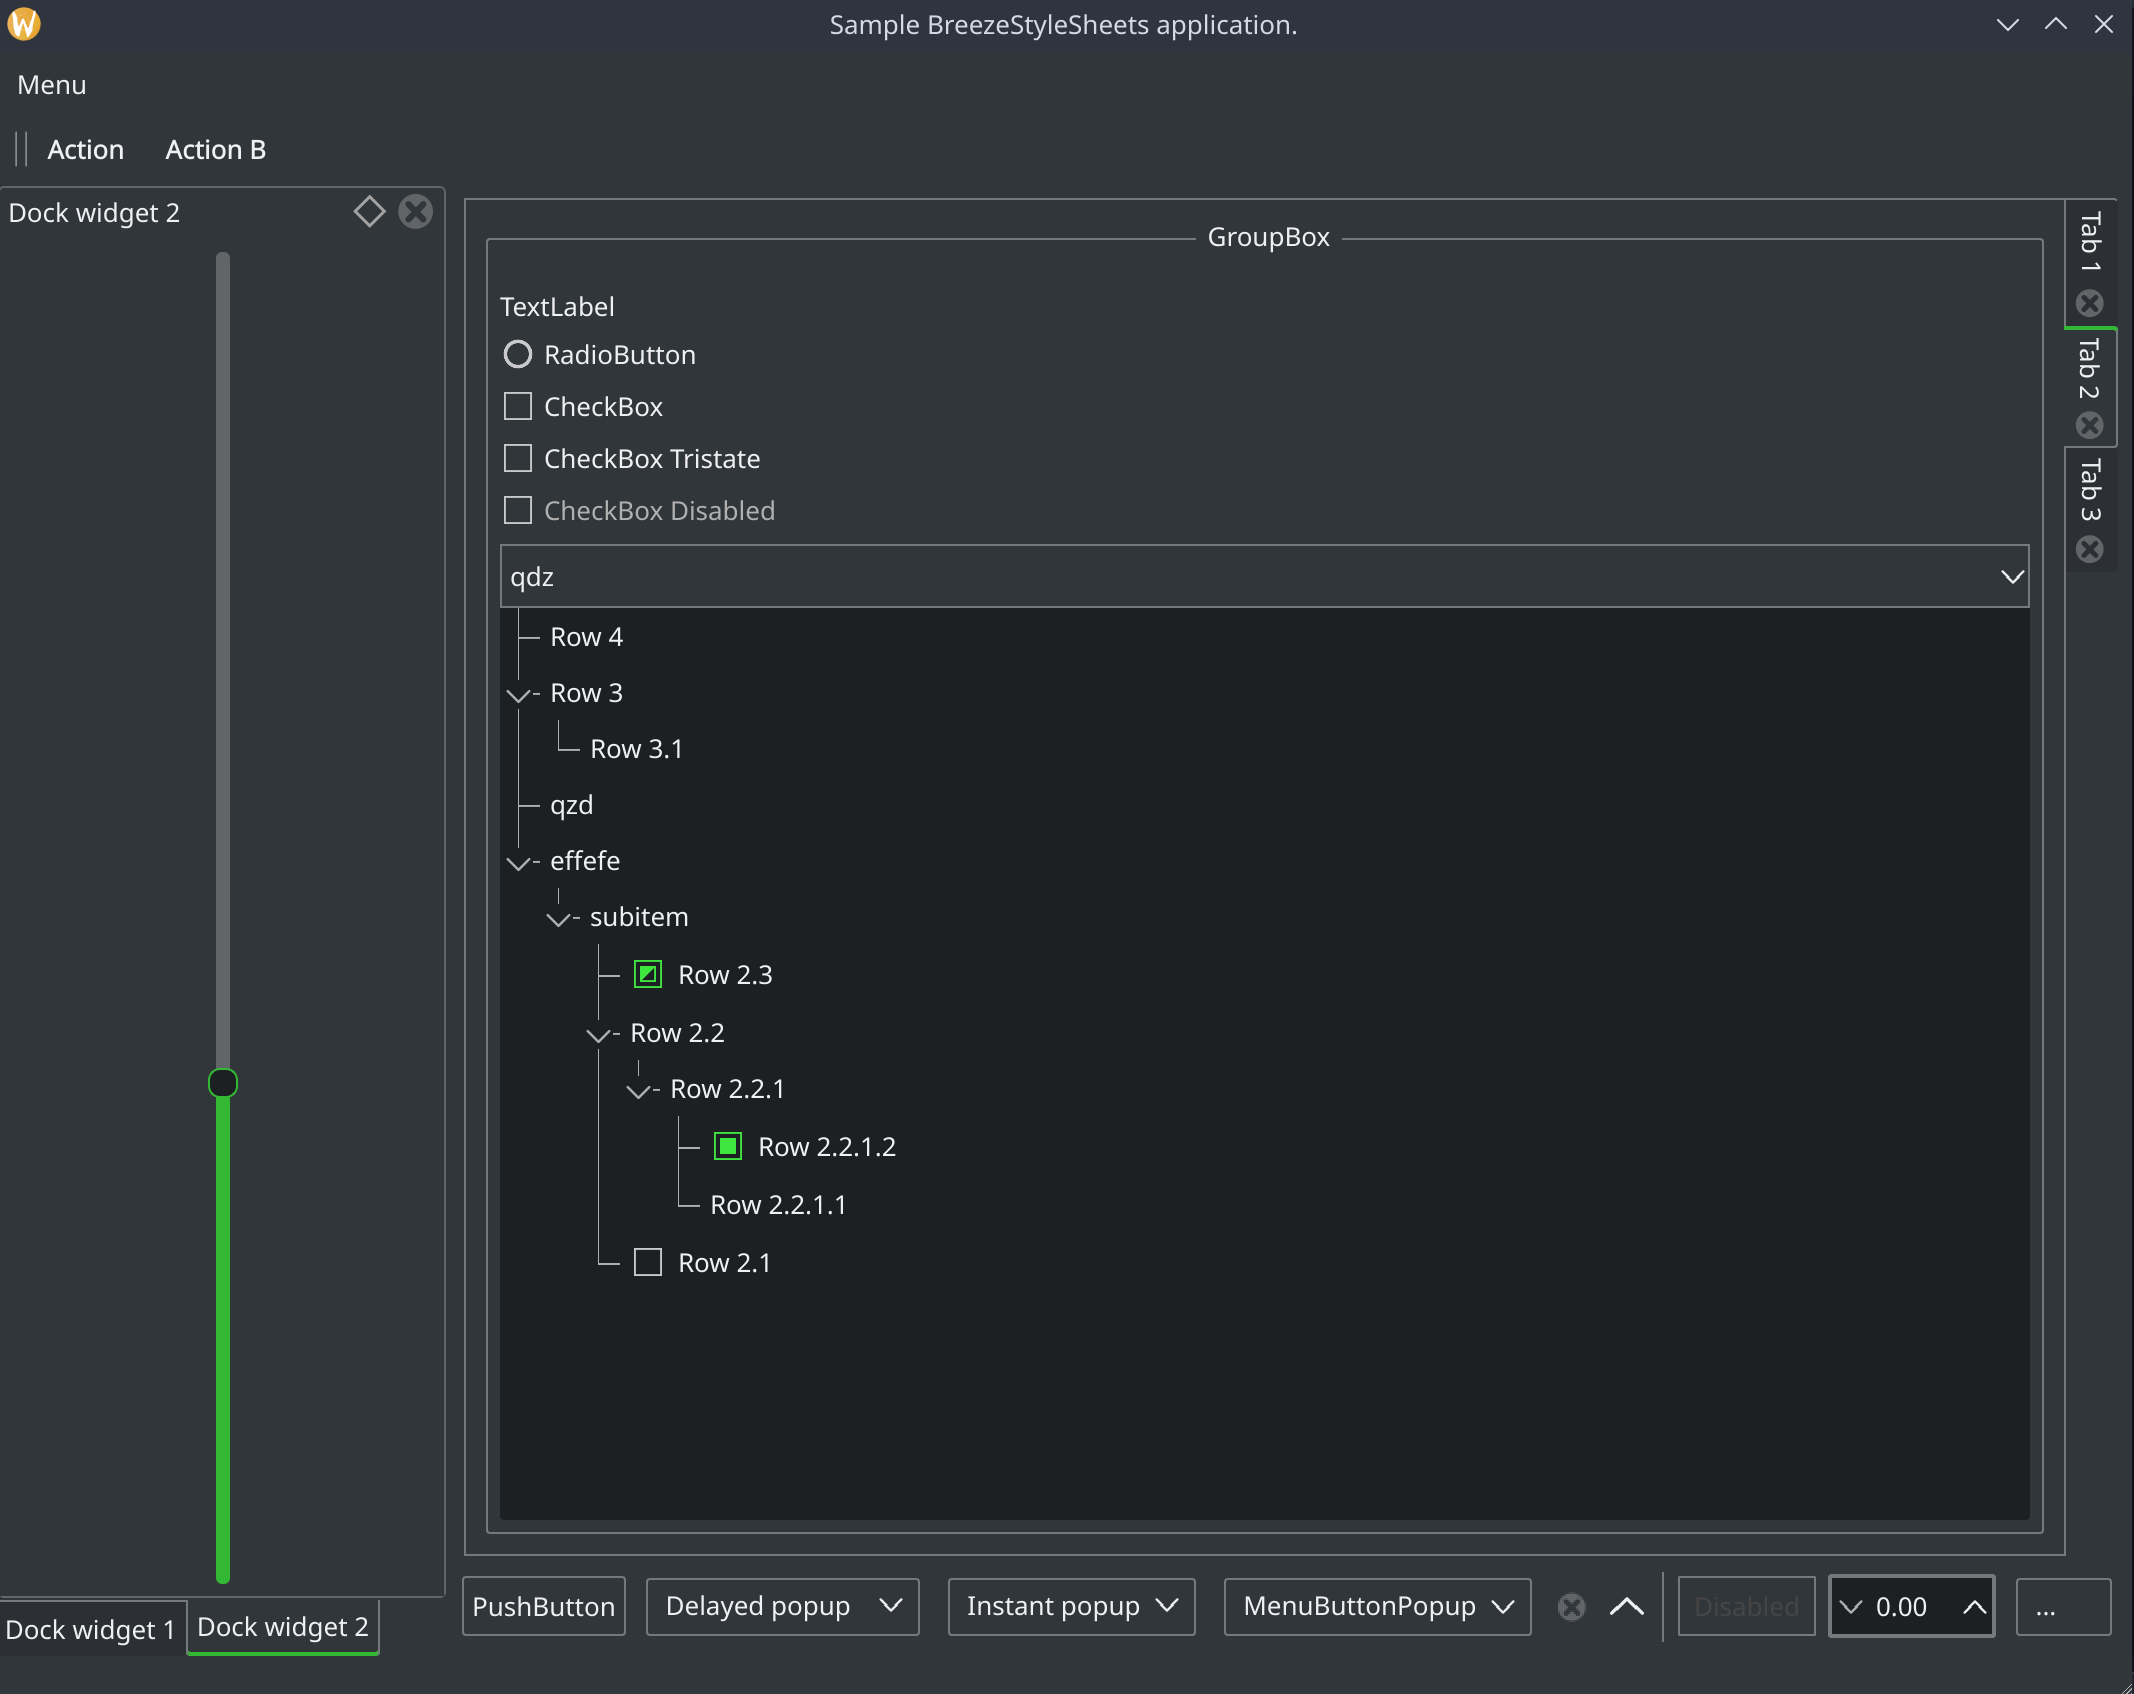 Sample BreezeStyleSheets application.
Menu
Action Action B
Dock widget 2
GroupBox
TextLabel
RadioButton
CheckBox
CheckBox Tristate
CheckBox Disabled
qdz
Row 4
Row 3
Row 3.1
qzd
effefe
subitem
Row 2.3
Row 2.2
Row 2.2.1
Row 2.2.1.2
Row 2.2.1.1
Row 2.1
Tab 1
Tab 2
Tab 3
PushButton Delayed popup Instant popup MenuButtonPopup Disabled 0.00 ...
Dock widget 1 Dock widget 2